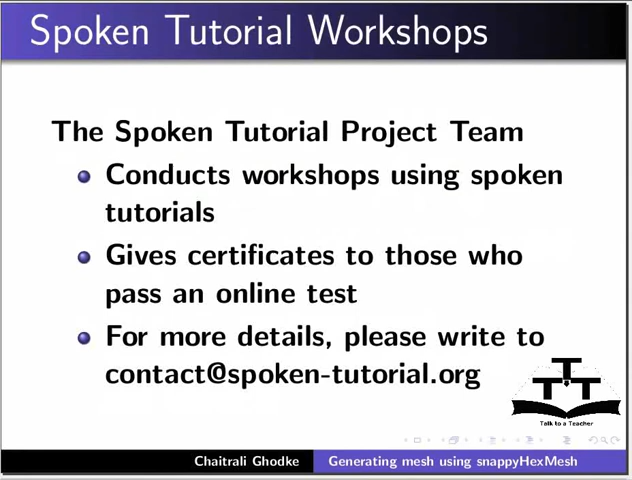 Spoken Tutorial Workshops
The Spoken Tutorial Project Team
Conducts workshops using spoken
tutorials
Gives certificates to those who
pass an online test
For more details, please write to
contact@spoken-tutorial.org
T
T T
Talk to a Teacher
Chaitrali Ghodke Generating mesh using snappyHexMesh